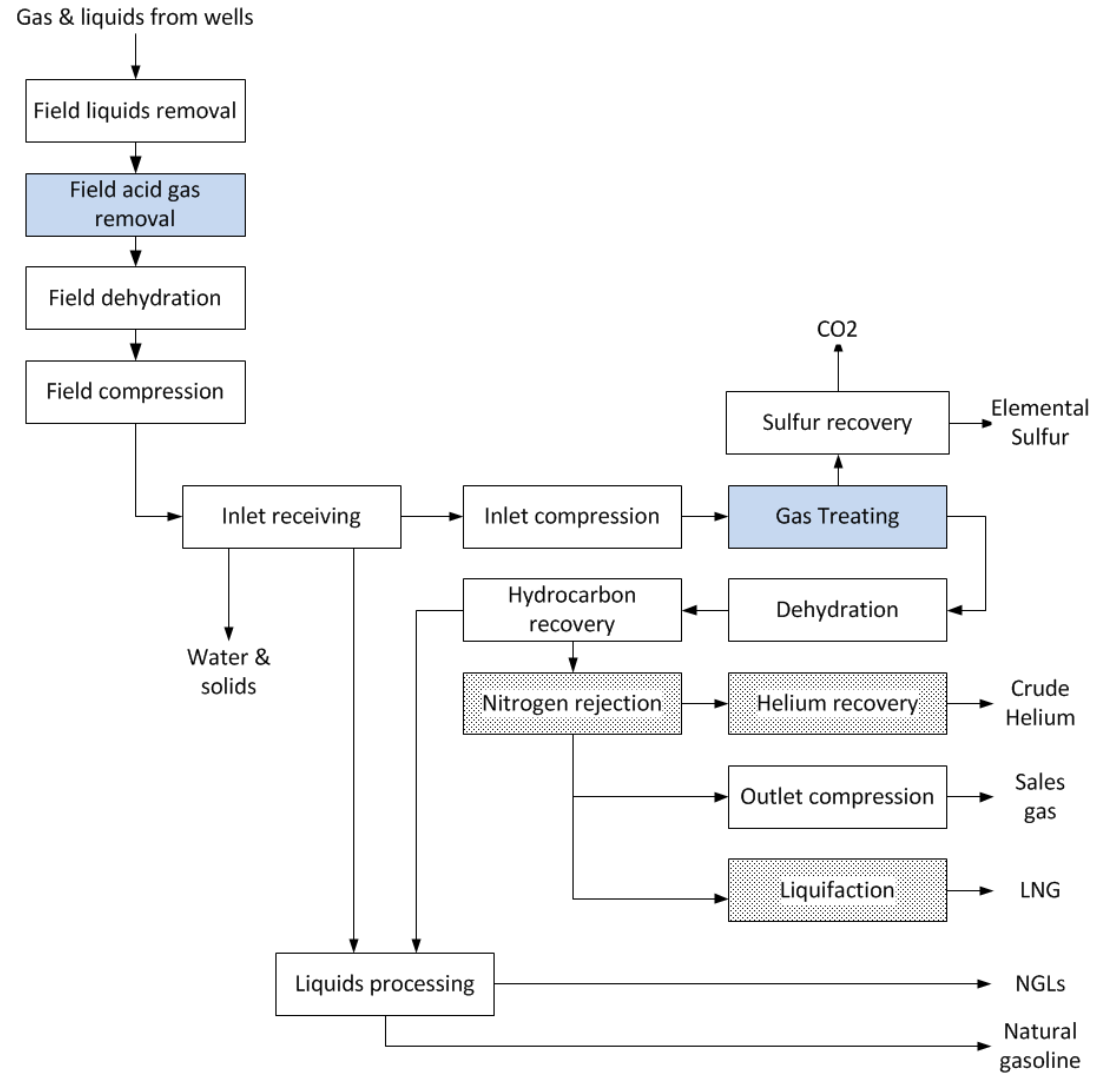 Gas & liquids from wells
Field liquids removal
Field acid gas
removal
Field dehydration
Field compression
CO2
Sulfur recovery
Elemental
Sulfur
Inlet receiving
Inlet compression
Gas Treating
Hydrocarbon
recovery
Dehydration
Water &
solids
Nitrogen rejection
Helium recovery
Crude
Helium
Outlet compression
Sales
gas
Liquifaction
LNG
Liquids processing
NGLs
Natural
gasoline